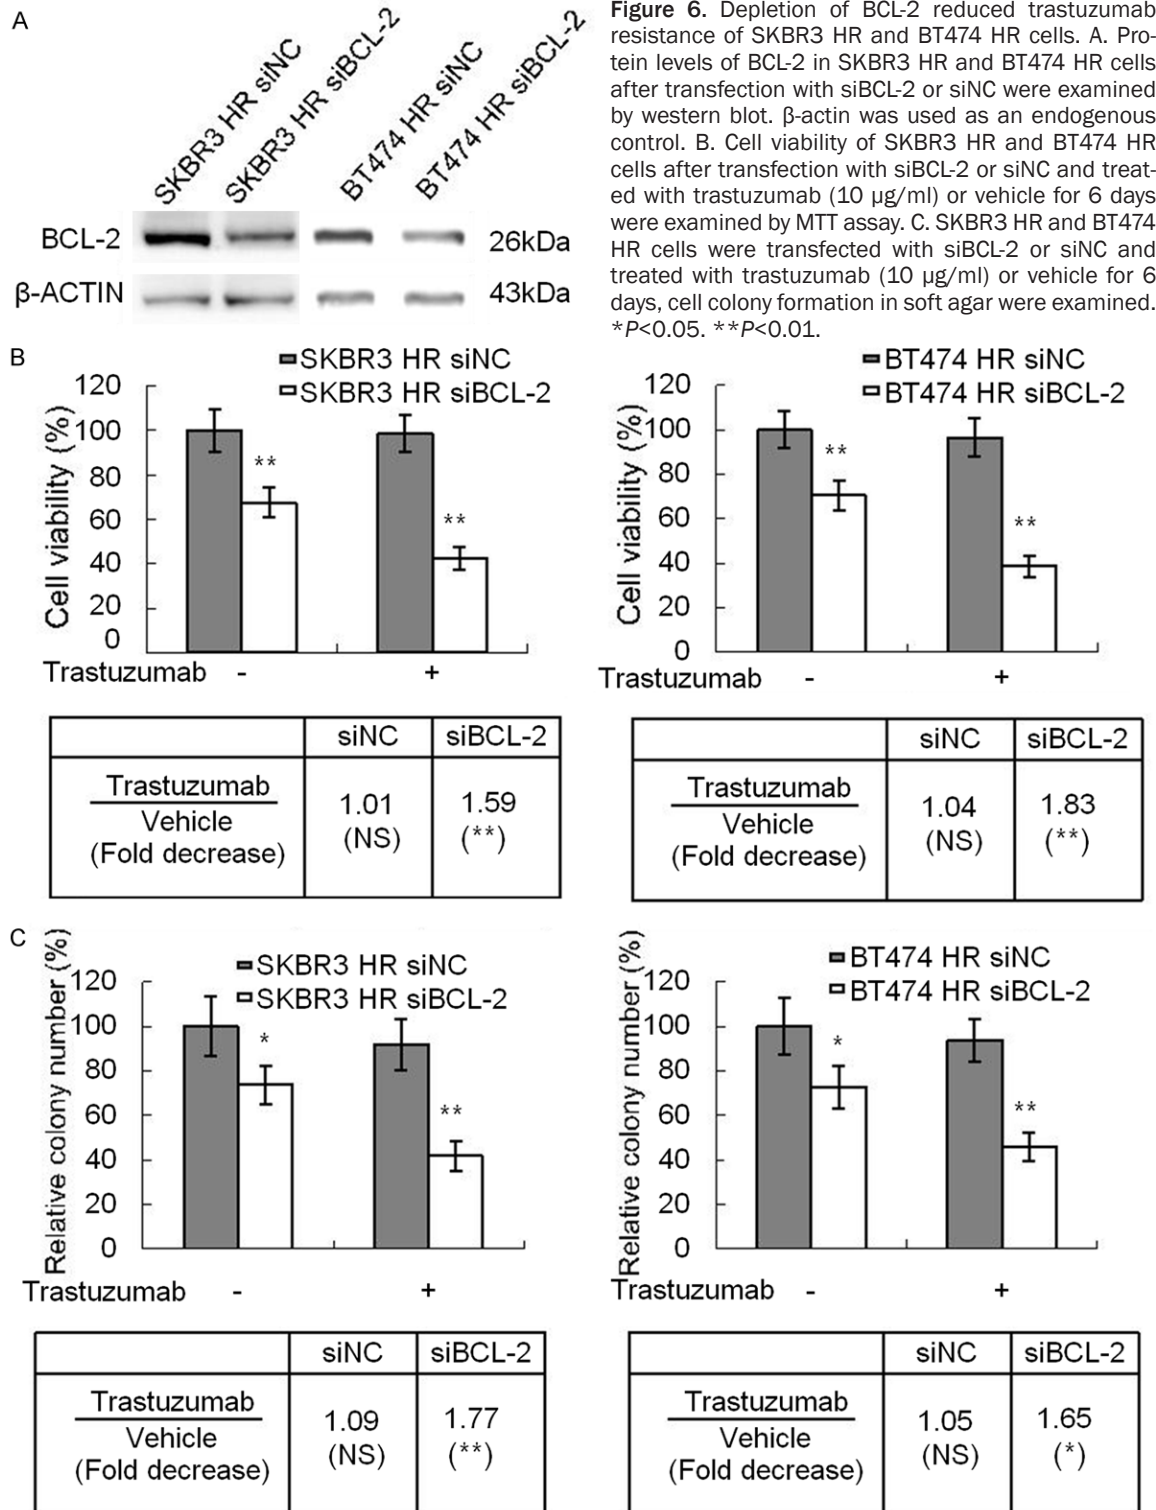 A
SKBR3 HR siNC
SKBR3 HR siBCL-2
BT474 HR siNC
BT474 HR siBCL-2
BCL-2
26kDa
β-ACTIN
43kDa
Figure 6. Depletion of BCL-2 reduced trastuzumab
resistance of SKBR3 HR and BT474 HR cells. A. Pro-
tein levels of BCL-2 in SKBR3 HR and BT474 HR cells
after transfection with siBCL-2 or siNC were examined
by western blot. β-actin was used as an endogenous
control. B. Cell viability of SKBR3 HR and BT474 HR
cells after transfection with siBCL-2 or siNC and treat-
ed with trastuzumab (10 µg/ml) or vehicle for 6 days
were examined by MTT assay. C. SKBR3 HR and BT474
HR cells were transfected with siBCL-2 or siNC and
treated with trastuzumab (10 µg/ml) or vehicle for 6
days, cell colony formation in soft agar were examined.
*P<0.05. **P<0.01.
B
SKBR3 HR siNC
SKBR3 HR siBCL-2
Cell viability (%)
120
100
80
60
40
20
0
**
**
Trastuzumab - +
BT474 HR siNC
BT474 HR siBCL-2
Cell viability (%)
120
100
80
60
40
20
0
**
**
Trastuzumab - +
siNC siBCL-2
Trastuzumab
Vehicle
(Fold decrease)
1.01 1.59
(NS) (**)
siNC siBCL-2
Trastuzumab
Vehicle
(Fold decrease)
1.04 1.83
(NS) (**)
C
SKBR3 HR siNC
SKBR3 HR siBCL-2
Relative colony number (%)
120
100
80
60
40
20
0
*
**
Trastuzumab - +
BT474 HR siNC
BT474 HR siBCL-2
Relative colony number (%)
120
100
80
60
40
20
0
*
**
Trastuzumab - +
siNC siBCL-2
Trastuzumab
Vehicle
(Fold decrease)
1.09 1.77
(NS) (**)
siNC siBCL-2
Trastuzumab
Vehicle
(Fold decrease)
1.05 1.65
(NS) (*)